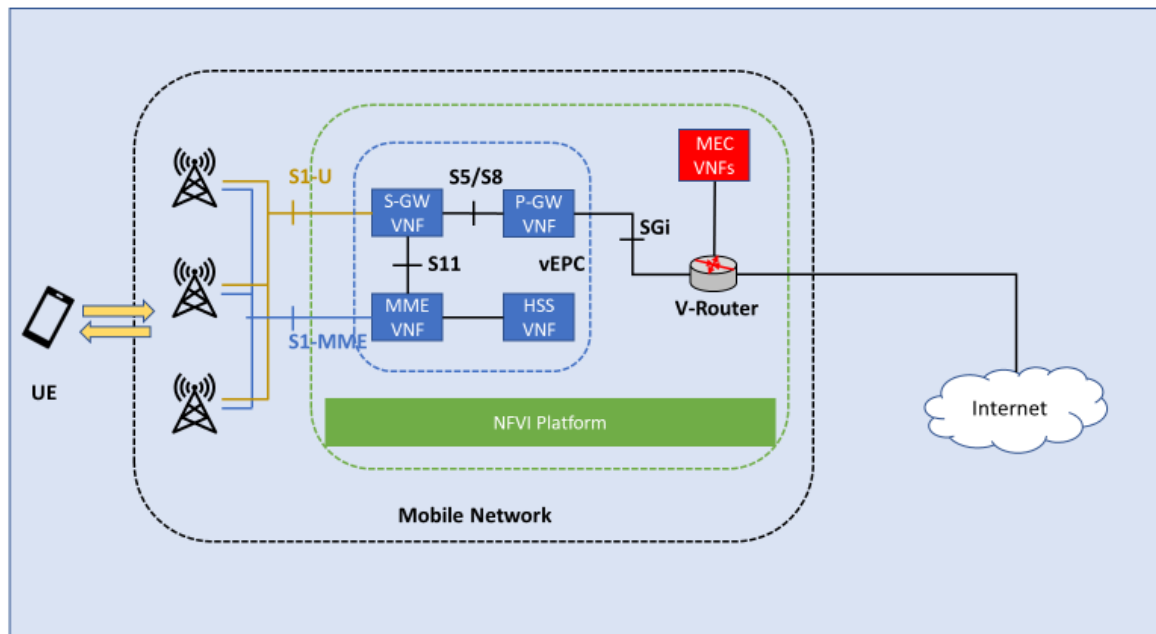 MEC
VNFs
S1-U
S5/S8
S-GW
VNF
P-GW
VNF
SGi
S11
vEPC
MME
VNF
HSS
VNF
V-Router
S1-MME
UE
Internet
NFVI Platform
Mobile Network